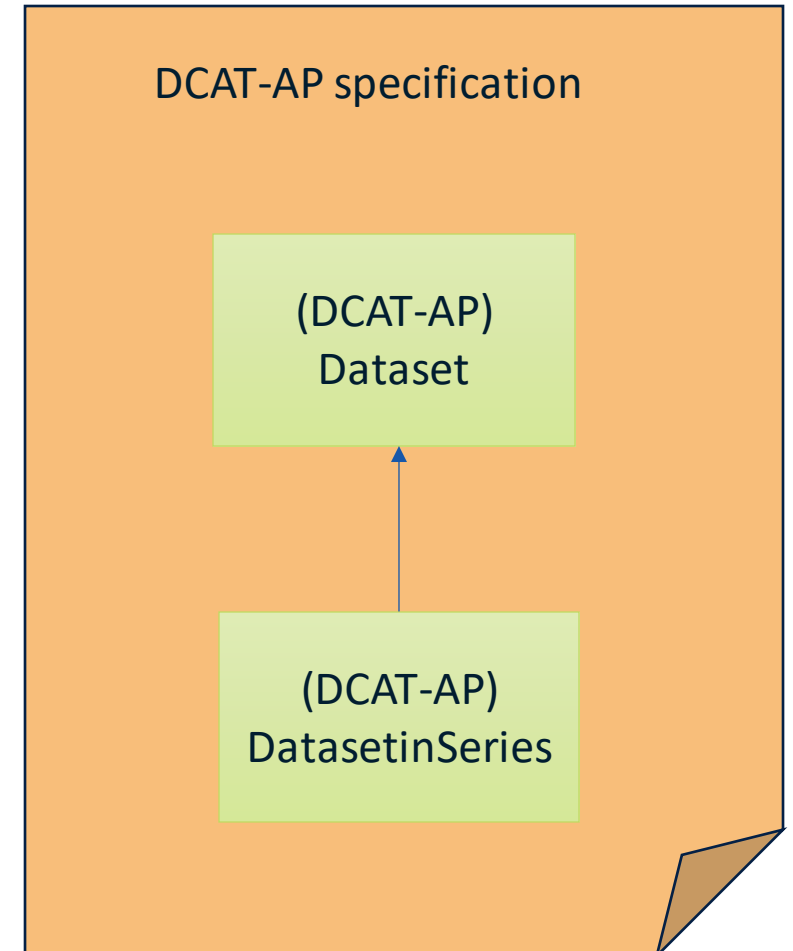 DCAT-AP specification
(DCAT-AP)
Dataset
(DCAT-AP)
DatasetinSeries